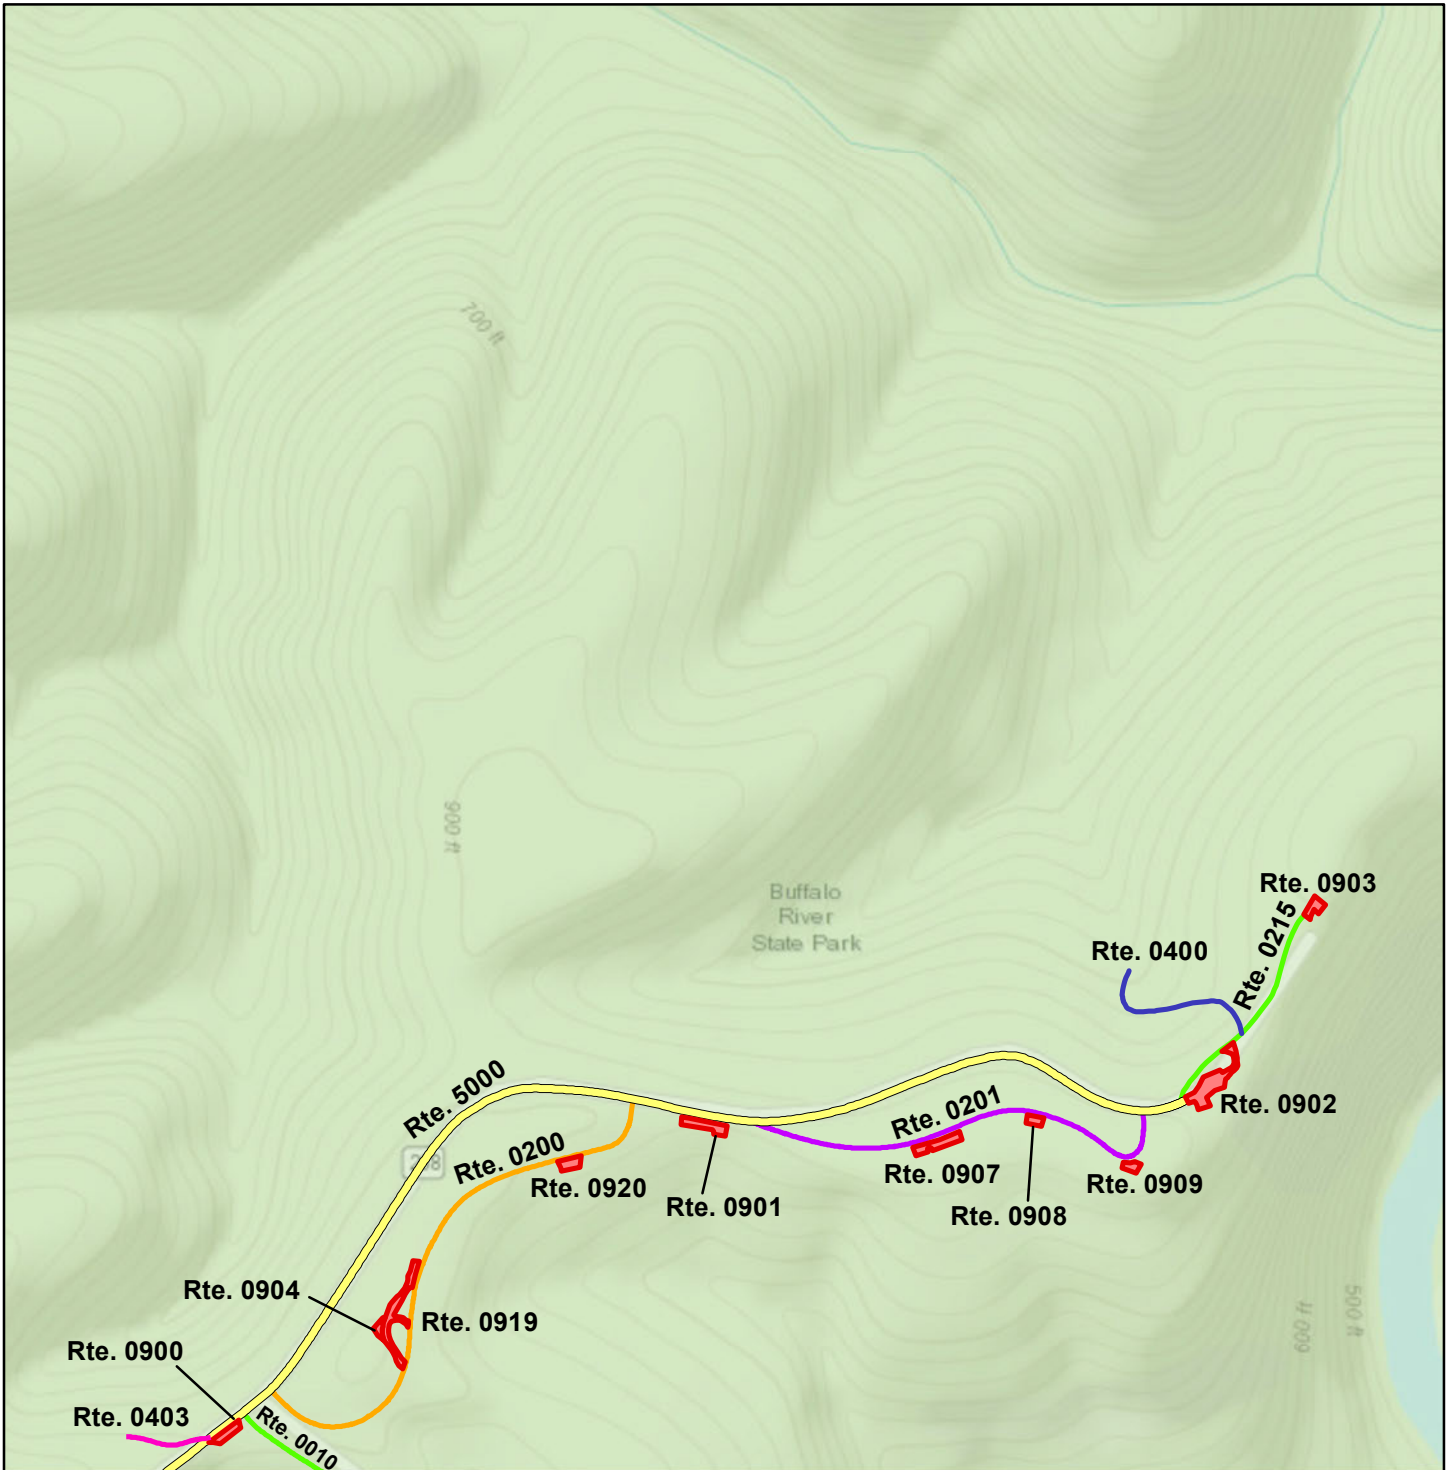 700 ft
900 ft
Buffalo
River
State Park
Rte. 0903
Rte. 0215
Rte. 0400
Rte. 0902
Rte. 5000
Rte. 0201
Rte. 0200
Rte. 0920
Rte. 0901
Rte. 0907
Rte. 0908
Rte. 0909
Rte. 0904
Rte. 0919
Rte. 0900
Rte. 0403
Rte. 0010
600 ft
500 ft